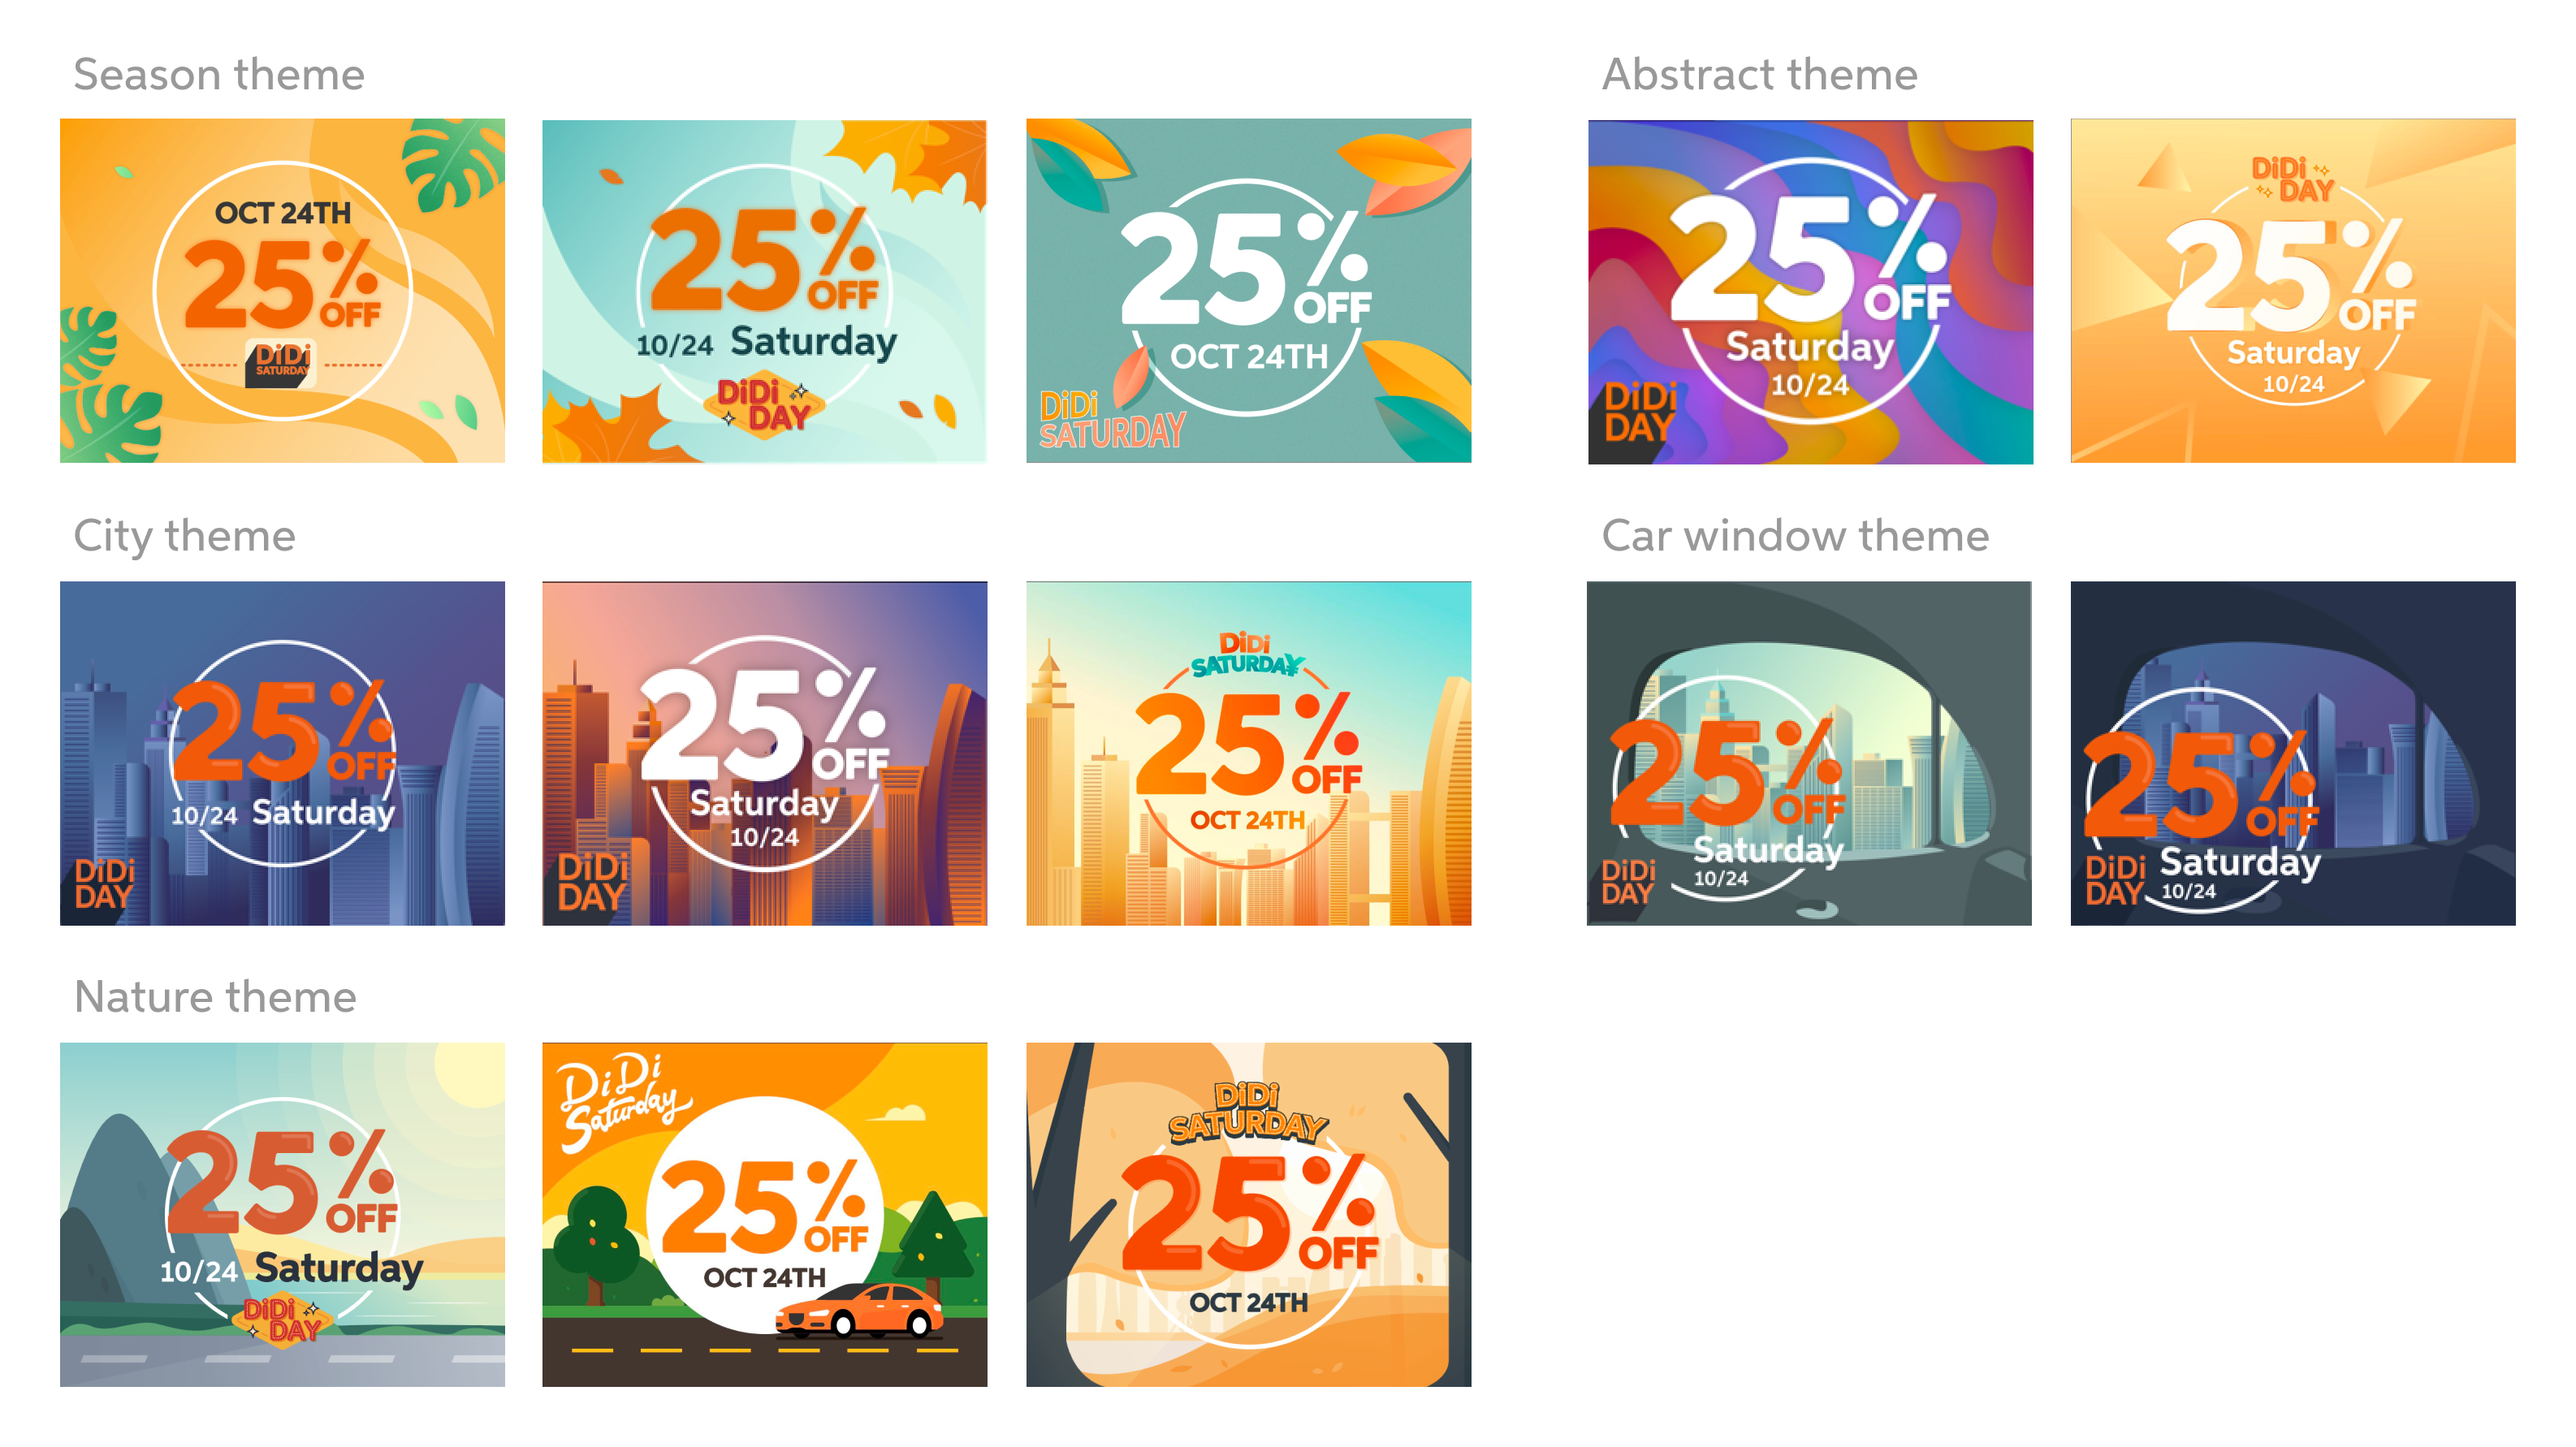 Season theme
OCT 24TH
25%
OFF
DiDi
SATURDAY
25%
OFF
10/24 Saturday
DiDi
DAY
25%
OFF
OCT 24TH
DiDi
SATURDAY
Abstract theme
25%
OFF
Saturday
10/24
DiDi
DAY
DiDi
DAY
25%
OFF
Saturday
10/24
City theme
25%
OFF
10/24 Saturday
DiDi
DAY
25%
OFF
Saturday
10/24
DiDi
DAY
DiDi
SATURDAY
25%
OFF
OCT 24TH
Car window theme
25%
OFF
Saturday
10/24
DiDi
DAY
25%
OFF
Saturday
10/24
DiDi
DAY
Nature theme
25%
OFF
10/24 Saturday
DiDi
DAY
DiDi
Saturday
25%
OFF
OCT 24TH
DiDi
SATURDAY
25%
OFF
OCT 24TH